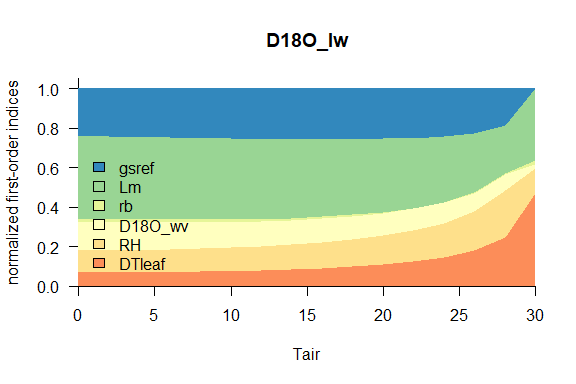 D18O_lw
normalized first-order indices
1.0
0.8
0.6
0.4
0.2
0.0
gsref
Lm
rb
D18O_wv
RH
DTleaf
0 5 10 15 20 25 30
Tair